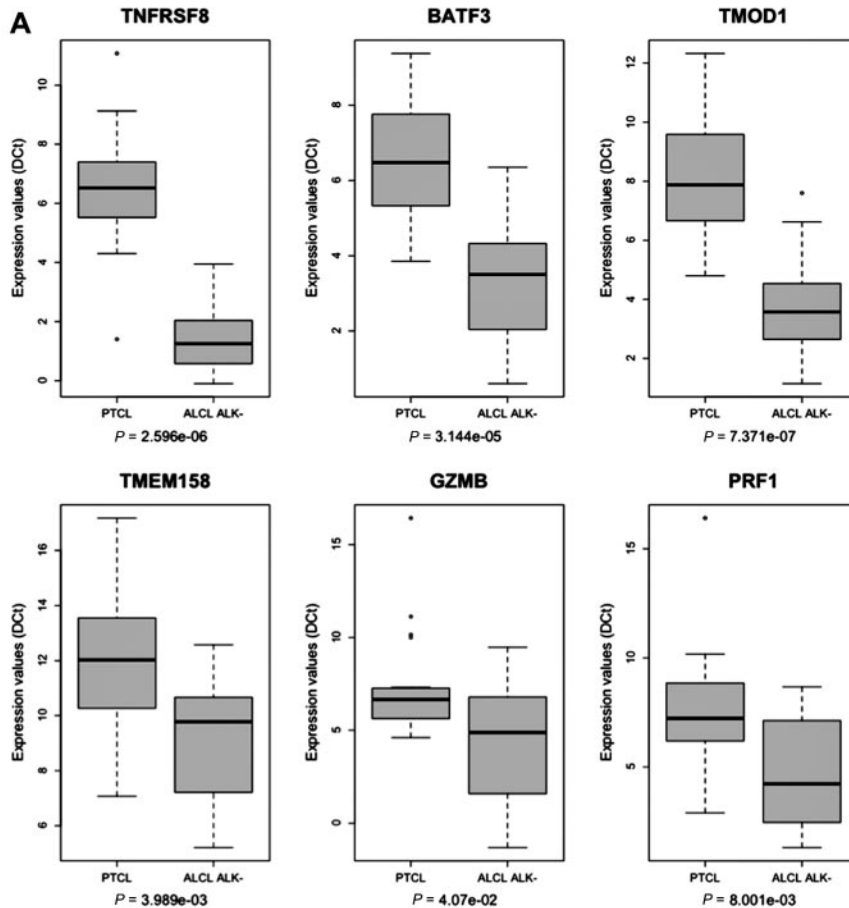 A
TNFRSF8
Expression values (DCt)
10
8
6
4
2
0
PTCL
ALCL ALK-
P = 2.596e-06
BATF3
Expression values (DCt)
8
6
4
2
PTCL
ALCL ALK-
P = 3.144e-05
TMOD1
Expression values (DCt)
12
10
8
6
4
2
PTCL
ALCL ALK-
P = 7.371e-07
TMEM158
Expression values (DCt)
16
14
12
10
8
6
PTCL
ALCL ALK-
P = 3.989e-03
GZMB
Expression values (DCt)
15
10
5
0
PTCL
ALCL ALK-
P = 4.07e-02
PRF1
Expression values (DCt)
15
10
5
PTCL
ALCL ALK-
P = 8.001e-03